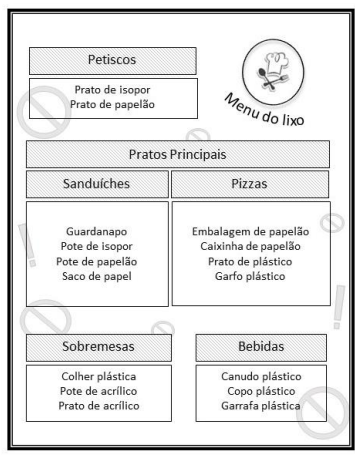 Petiscos
Prato de isopor
Prato de papelão
Menu do lixo
Pratos Principais
Sanduíches
Guardanapo
Pote de isopor
Pote de papelão
Saco de papel
Pizzas
Embalagem de papelão
Caixinha de papelão
Prato de plástico
Garfo plástico
Sobremesas
Colher plástica
Pote de acrílico
Prato de acrílico
Bebidas
Canudo plástico
Copo plástico
Garrafa plástica